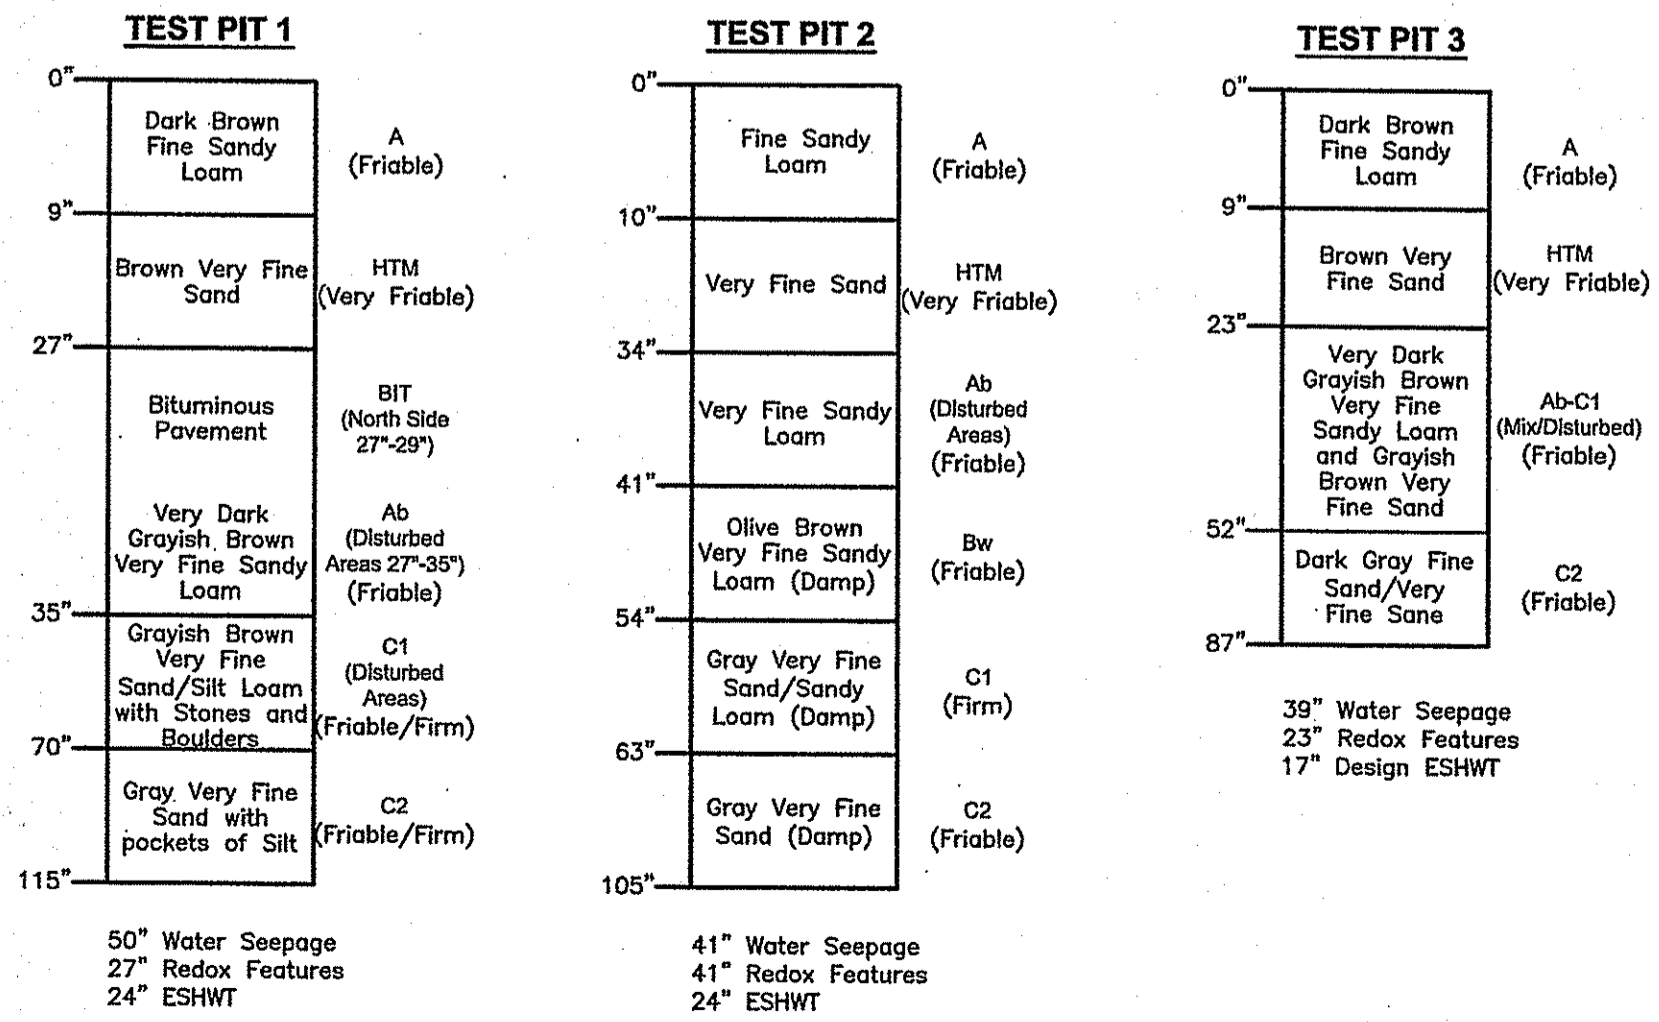 TEST PIT 1
0"
Dark Brown
Fine Sandy
Loam
A
(Friable)
9"
Brown Very Fine
Sand
HTM
(Very Friable)
27"
Bituminous
Pavement
BIT
(North Side
27"-29")
Very Dark
Grayish Brown
Very Fine Sandy
Loam
Ab
(Disturbed
Areas 27"-35")
(Friable)
35"
Grayish Brown
Very Fine
Sand/Silt Loam
with Stones and
Boulders
C1
(Disturbed
Areas)
(Friable/Firm)
70"
Gray Very Fine
Sand with
pockets of Silt
C2
(Friable/Firm)
115"
50" Water Seepage
27" Redox Features
24" ESHWT
TEST PIT 2
0"
Fine Sandy
Loam
A
(Friable)
10"
Very Fine Sand
HTM
(Very Friable)
34"
Very Fine Sandy
Loam
Ab
(Disturbed
Areas)
(Friable)
41"
Olive Brown
Very Fine Sandy
Loam (Damp)
Bw
(Friable)
54"
Gray Very Fine
Sand/Sandy
Loam (Damp)
C1
(Firm)
63"
Gray Very Fine
Sand (Damp)
C2
(Friable)
105"
41" Water Seepage
41" Redox Features
24" ESHWT
TEST PIT 3
0"
Dark Brown
Fine Sandy
Loam
A
(Friable)
9"
Brown Very
Fine Sand
HTM
(Very Friable)
23"
Very Dark
Grayish Brown
Very Fine
Sandy Loam
and Grayish
Brown Very
Fine Sand
Ab-C1
(Mix/Disturbed)
(Friable)
52"
Dark Gray Fine
Sand/Very
Fine Sane
C2
(Friable)
87"
39" Water Seepage
23" Redox Features
17" Design ESHWT